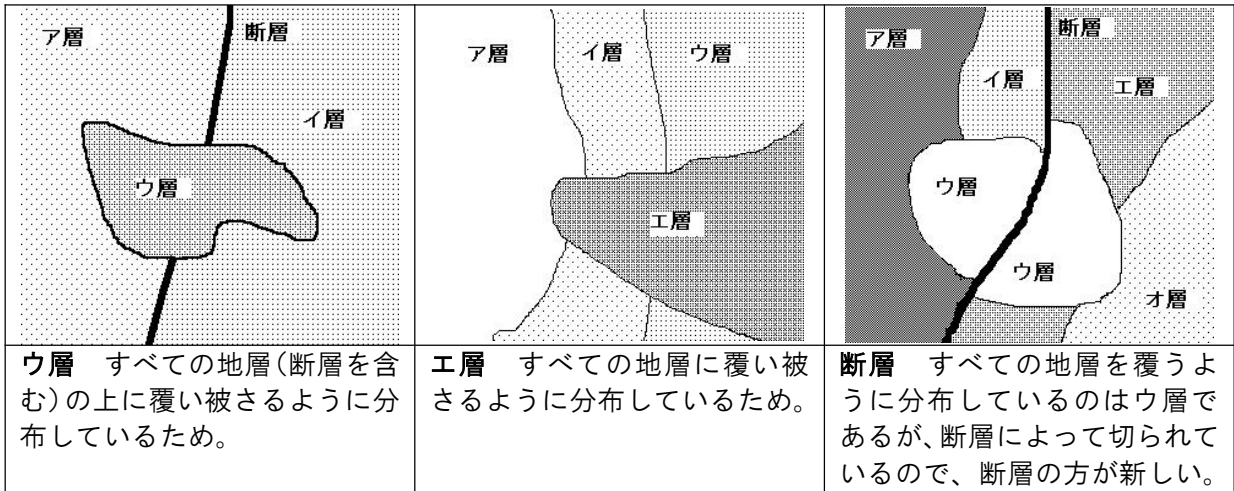 ア層
断層
イ層
ウ層
ア層
イ層
ウ層
エ層
ア層
断層
イ層
エ層
ウ層
ウ層
オ層
ウ層　すべての地層(断層を含
む)の上に覆い被さるように分
布しているため。
エ層　すべての地層に覆い被
さるように分布しているため。
断層　すべての地層を覆うよ
うに分布しているのはウ層で
あるが、断層によって切られて
いるので、断層の方が新しい。